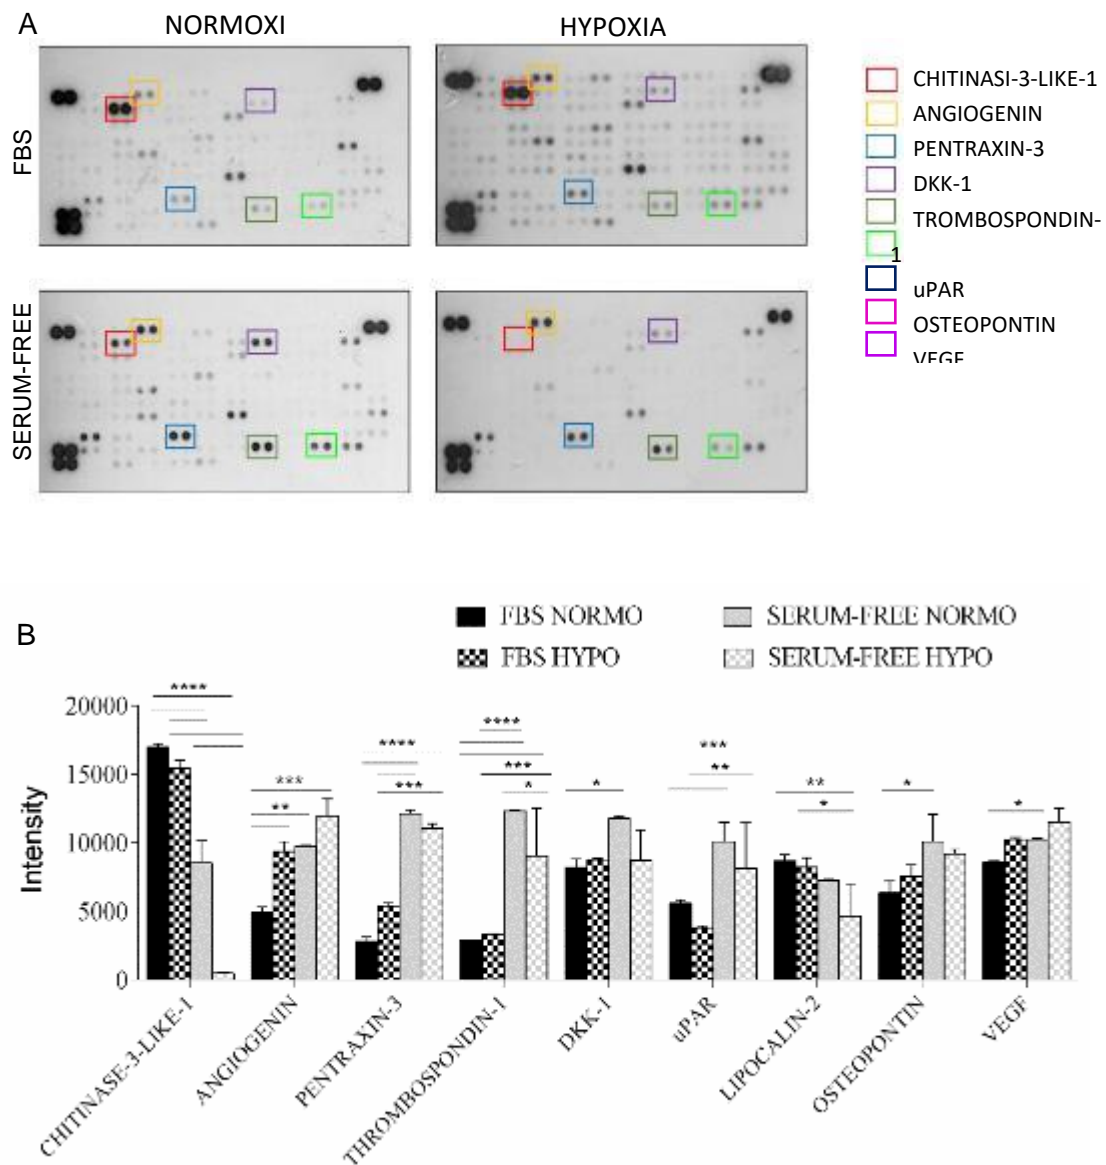 A
NORMOXI
HYPOXIA
FBS
SERUM-FREE
CHITINASI-3-LIKE-1
ANGIOGENIN
PENTRAXIN-3
DKK-1
TROMBOSPONDIN-
1
uPAR
OSTEOPONTIN
VEGF
B
FBS NORMO
SERUM-FREE NORMO
FBS HYPO
SERUM-FREE HYPO
Intensity
20000
15000
10000
5000
0
****
***
**
****
***
****
***
*
*
***
**
**
*
*
*
CHITINASE-3-LIKE-1
ANGIOGENIN
PENTRAXIN-3
THROMBOSPONDIN-1
DKK-1
uPAR
LIPOCALIN-2
OSTEOPONTIN
VEGF